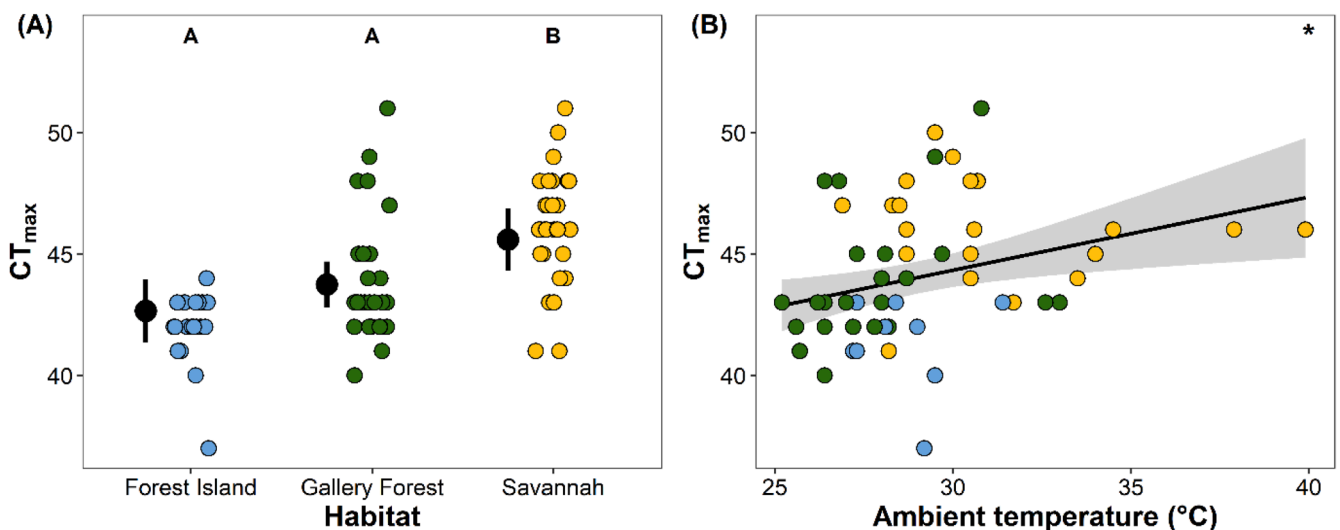 (A)
A A B
CTmax
50
45
40
Forest Island Gallery Forest Savannah
Habitat
(B)
*
CTmax
50
45
40
25 30 35 40
Ambient temperature (°C)